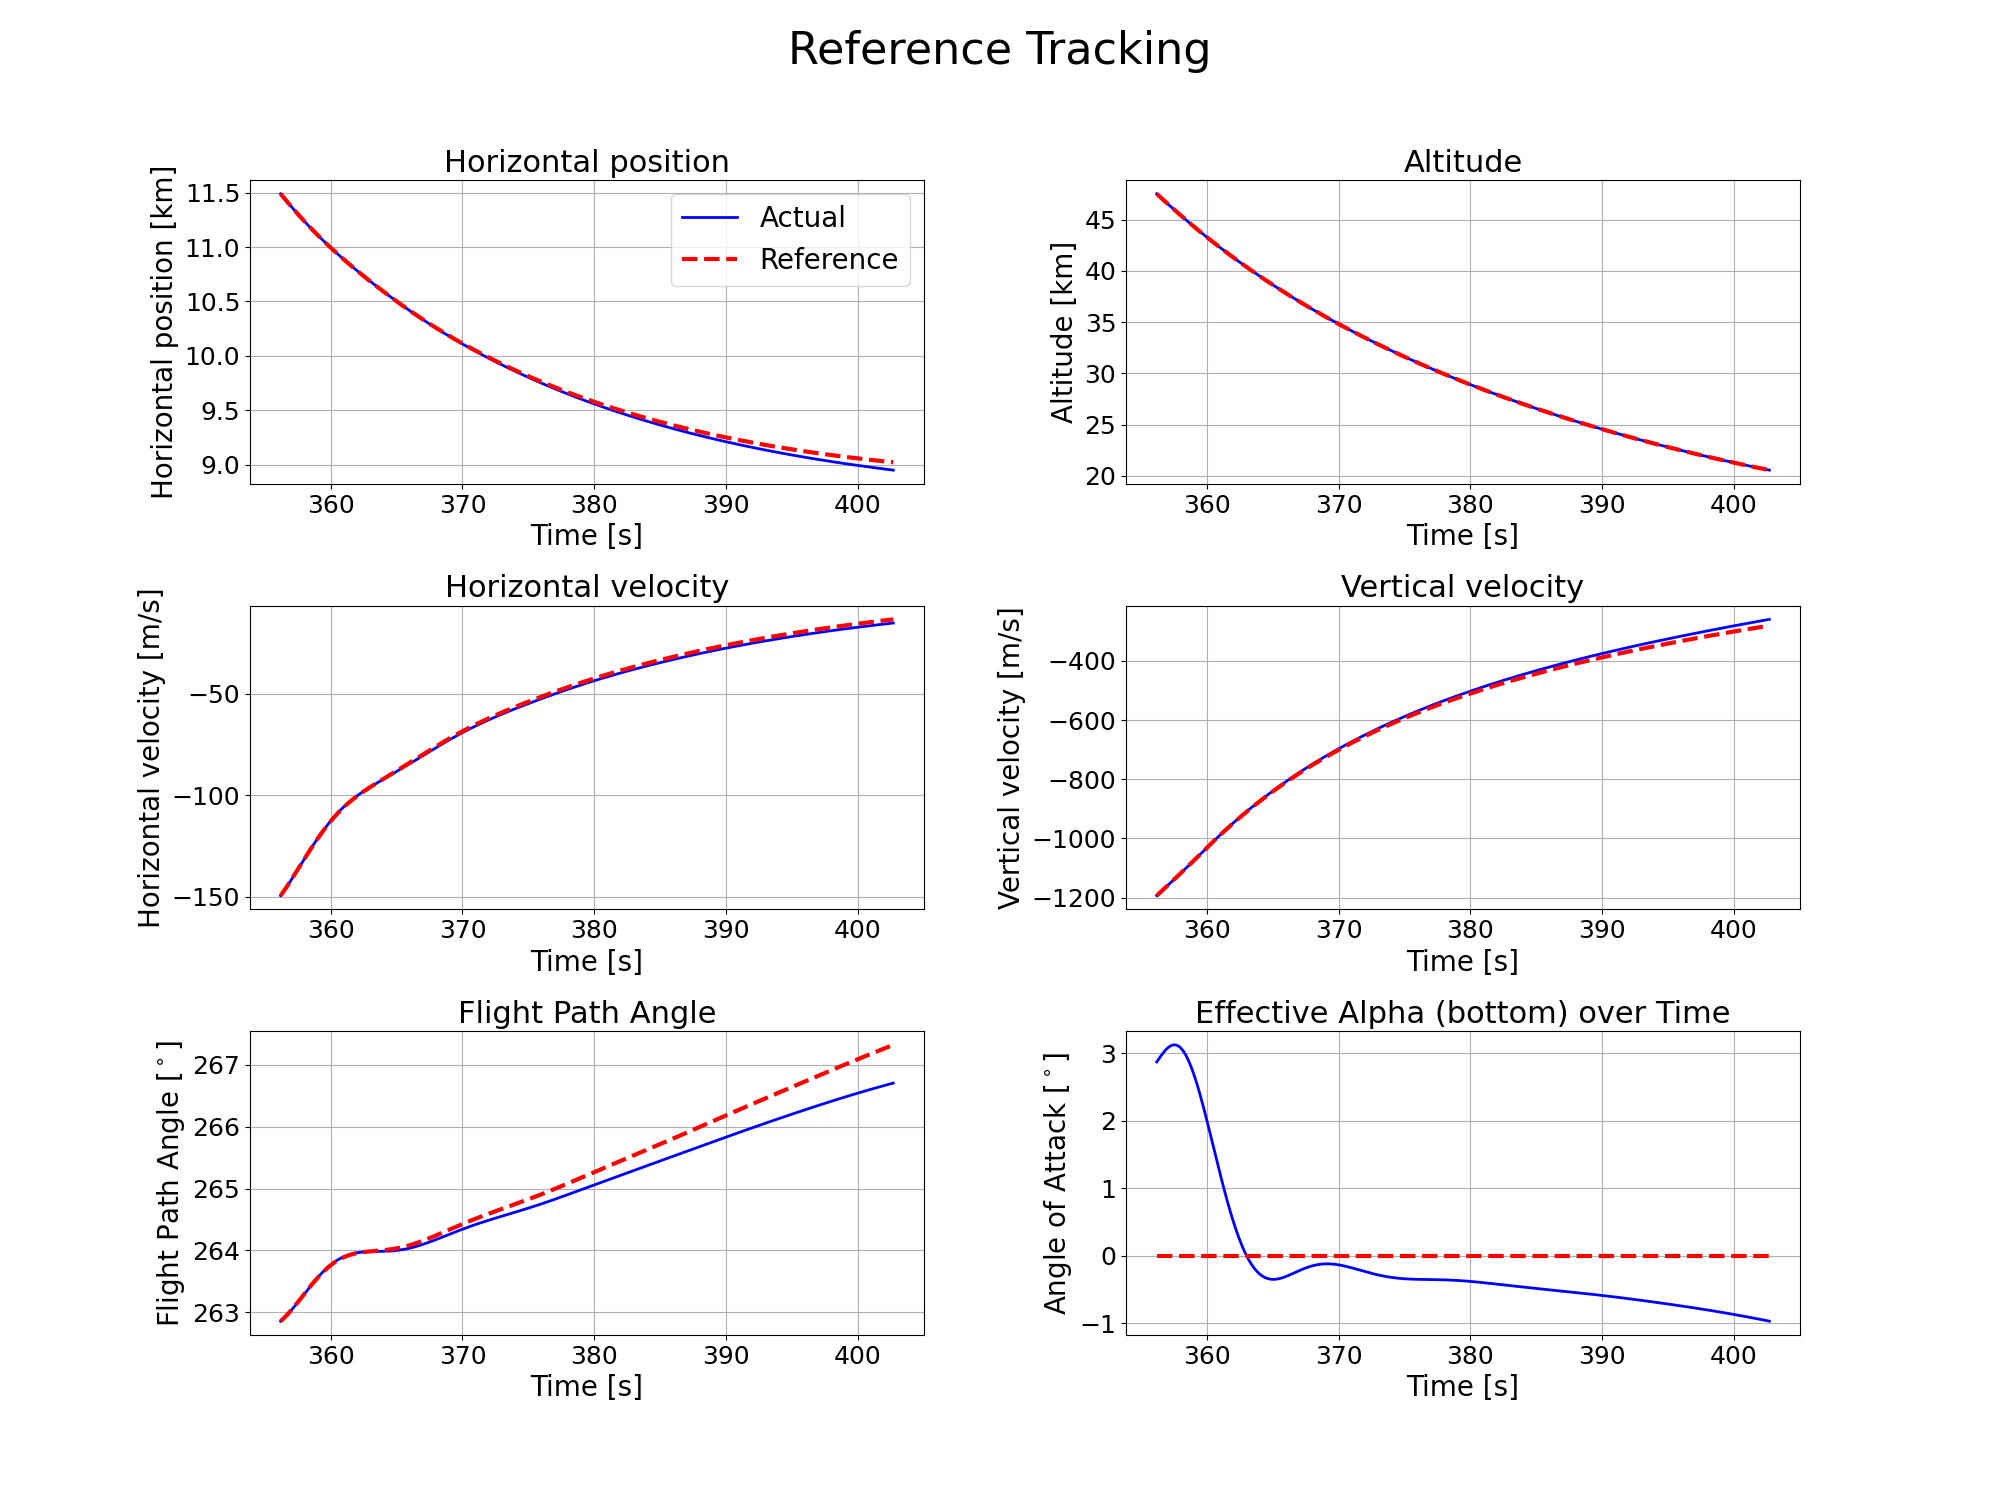 Reference Tracking
Horizontal position
Horizontal position [km]
11.5
11.0
10.5
10.0
9.5
9.0
Actual
Reference
360 370 380 390 400
Time [s]
Altitude
Altitude [km]
45
40
35
30
25
20
360 370 380 390 400
Time [s]
Horizontal velocity
Horizontal velocity [m/s]
−50
−100
−150
360 370 380 390 400
Time [s]
Vertical velocity
Vertical velocity [m/s]
−400
−600
−800
−1000
−1200
360 370 380 390 400
Time [s]
Flight Path Angle
Flight Path Angle [°]
267
266
265
264
263
360 370 380 390 400
Time [s]
Effective Alpha (bottom) over Time
Angle of Attack [°]
3
2
1
0
−1
360 370 380 390 400
Time [s]